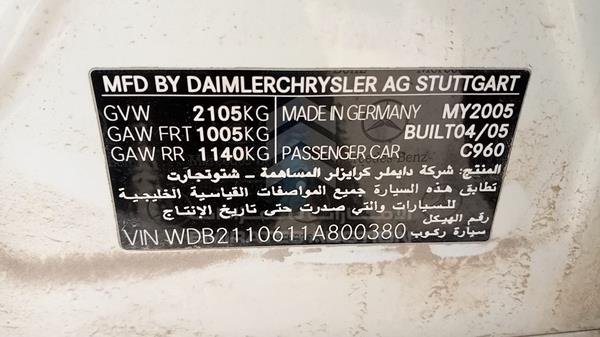 MFD BY DAIMLERCHRYSLER AG STUTTGART
GVW 2105KG MADE IN GERMANY MY2005
GAW FRT 1005KG BUILT04/05
GAW RR 1140KG PASSENGER CAR C960
المنتج: شركة دايملر كرايزلر المساهمة – شتوتجارت
تطابق هذه السيارة جميع المواصفات القياسية الخليجية
للسيارات والتي صدرت حتى تاريخ الإنتاج
رقم الهيكل
VIN WDB2110611A800380 سيارة ركوب